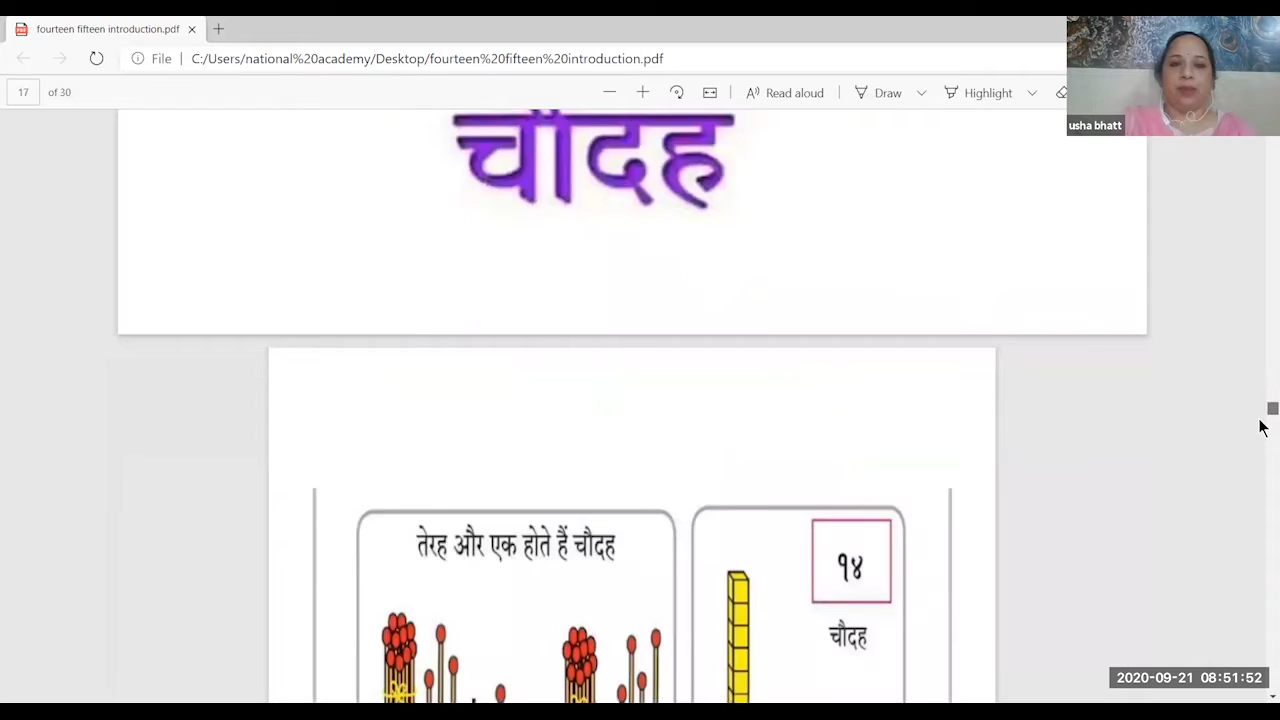 fourteen fifteen introduction.pdf
File
C:/Users/national%20academy/Desktop/fourteen%20fifteen%20introduction.pdf
17 of 30
Read aloud
Draw
Highlight
usha bhatt
चौदह
तेरह और एक होते हैं चौदह
१४
चौदह
2020-09-21 08:51:52